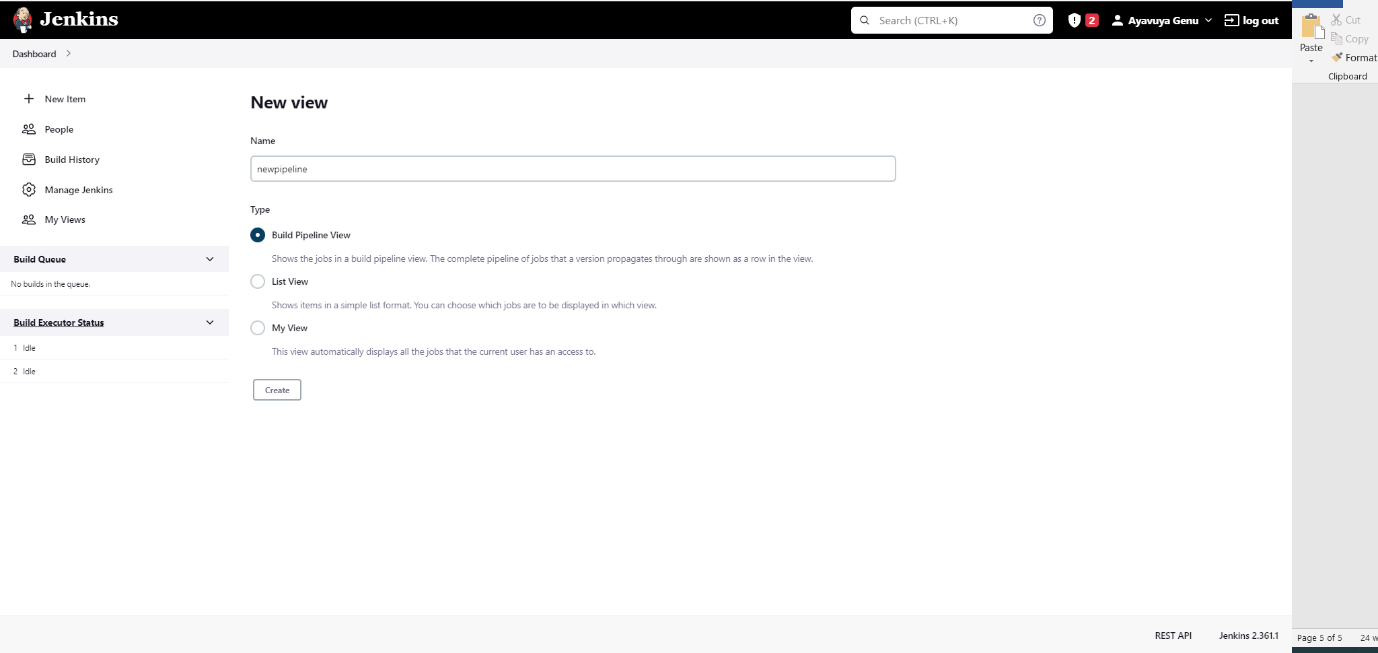 Jenkins
Search (CTRL+K)
2
Ayavuya Genu
log out
Dashboard
New Item
People
Build History
Manage Jenkins
My Views
Build Queue
No builds in the queue.
Build Executor Status
1 Idle
2 Idle
New view
Name
newpipeline
Type
Build Pipeline View
Shows the jobs in a build pipeline view. The complete pipeline of jobs that a version propagates through are shown as a row in the view.
List View
Shows items in a simple list format. You can choose which jobs are to be displayed in which view.
My View
This view automatically displays all the jobs that the current user has an access to.
Create
REST API
Jenkins 2.361.1
Cut
Copy
Paste
Format
Clipboard
Page 5 of 5
24 w